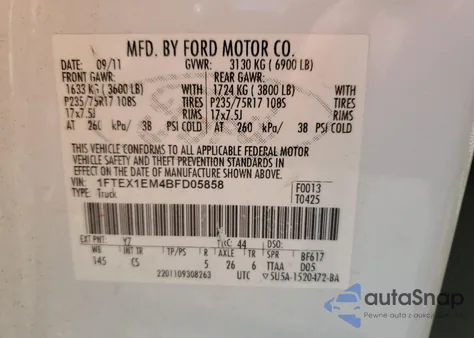 MFD. BY FORD MOTOR CO.
DATE: 09/11 GVWR: 3130 KG (6900 LB)
FRONT GAWR: REAR GAWR:
1633 KG (3600 LB) WITH 1724 KG (3800 LB) WITH
P235/75R17 108S TIRES P235/75R17 108S TIRES
17x7.5J RIMS 17x7.5J RIMS
AT 260 kPa/ 38 PSI COLD AT 260 kPa/ 38 PSI COLD
THIS VEHICLE CONFORMS TO ALL APPLICABLE FEDERAL MOTOR
VEHICLE SAFETY AND THEFT PREVENTION STANDARDS IN
EFFECT ON THE DATE OF MANUFACTURE SHOWN ABOVE.
VIN: 1FTEX1EM4BFD05858 F0013
TYPE: Truck T0425
EXT PNT: YZ RC: 44 DSO:
WB INT TR TP/PS R AXLE TR SPR BF617
145 CS 5 26 6 TTAA D05
2201109308263 UTC 5U5A-1520472-BA
autoSnap
Pewne auto z aukcji